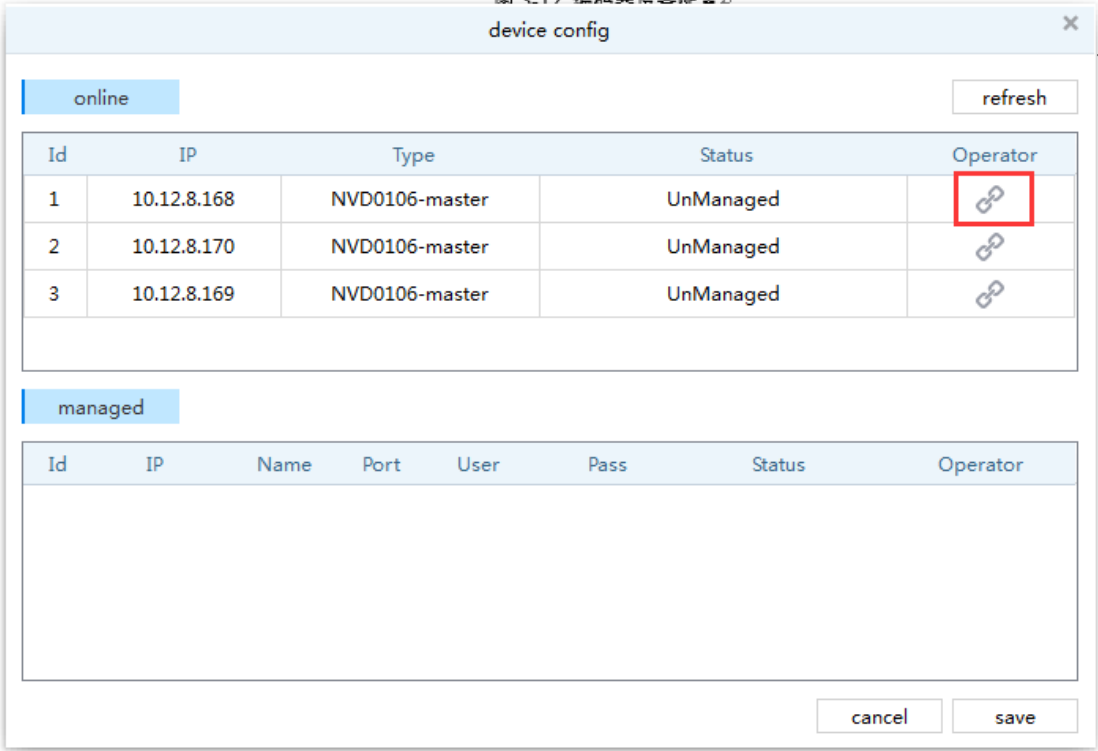 device config
online
refresh
Id IP Type Status Operator
1 10.12.8.168 NVD0106-master UnManaged
2 10.12.8.170 NVD0106-master UnManaged
3 10.12.8.169 NVD0106-master UnManaged
managed
Id IP Name Port User Pass Status Operator
cancel save